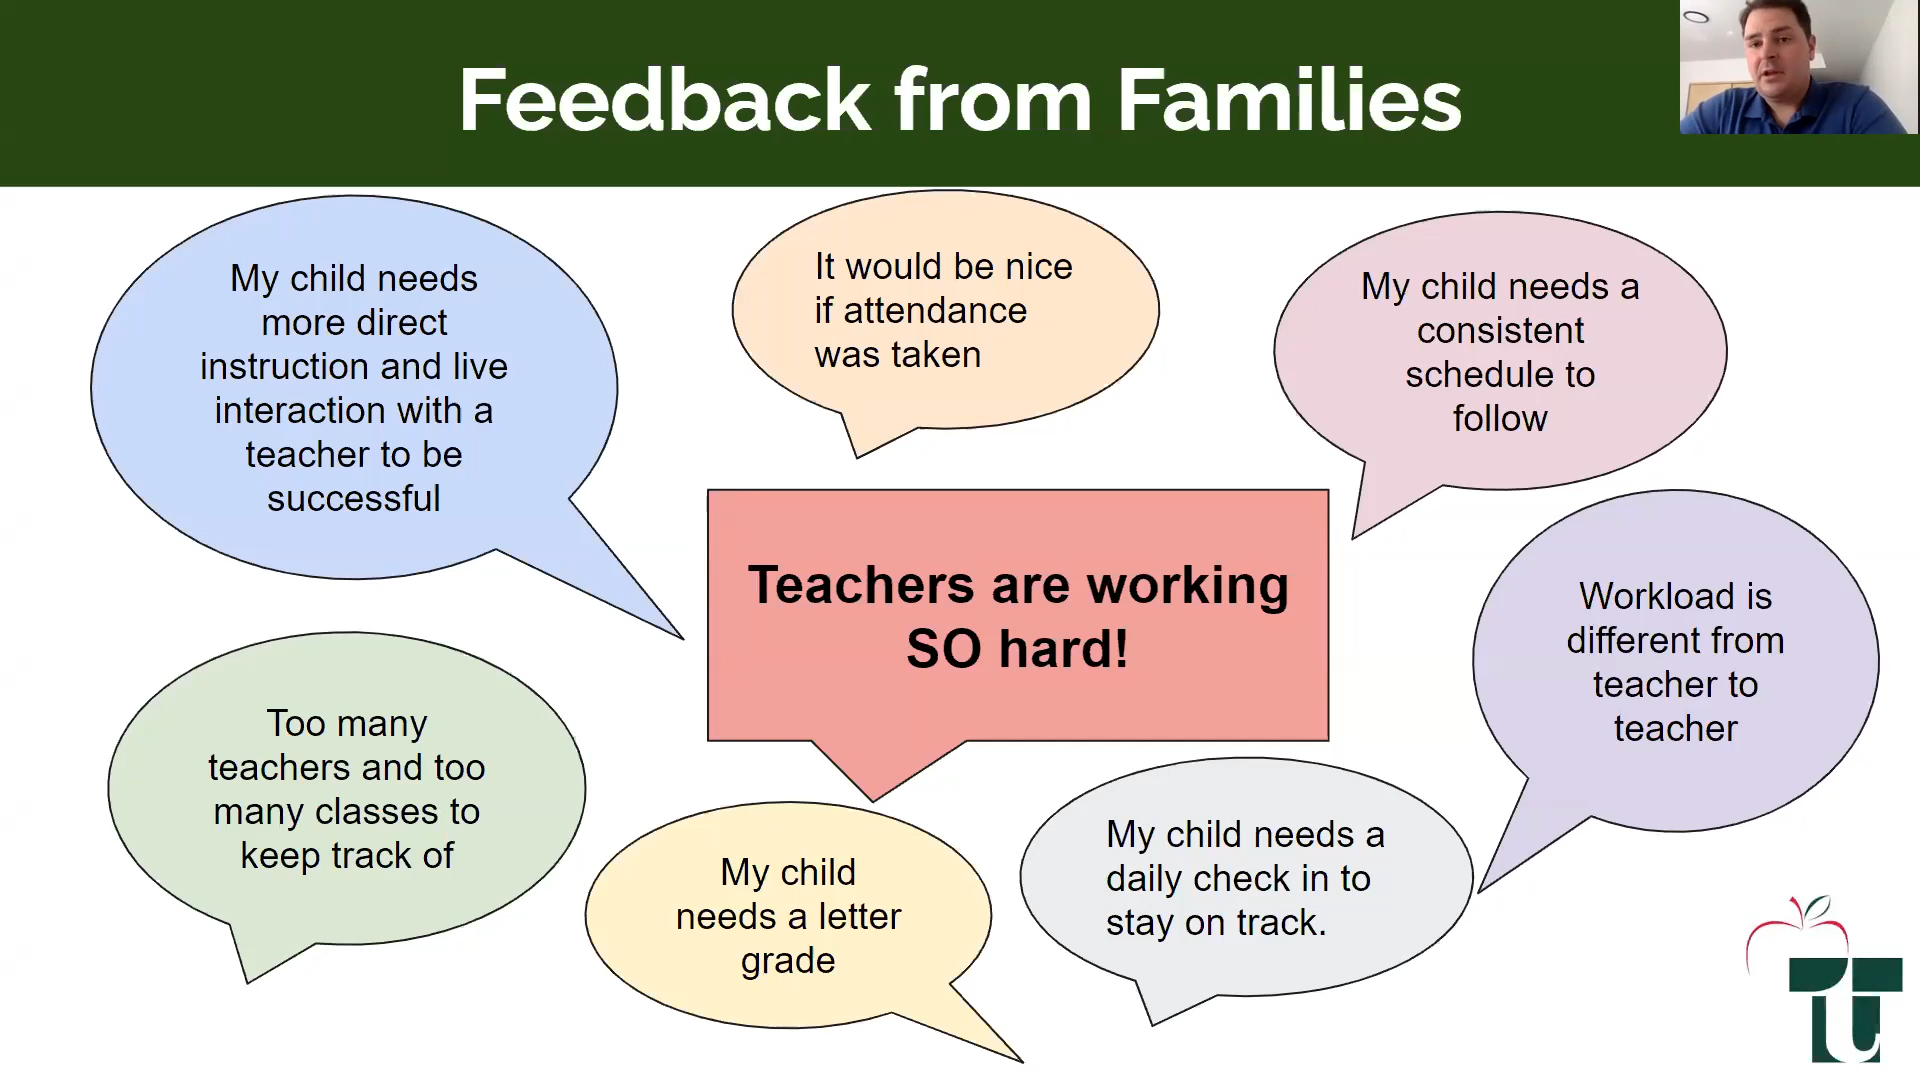 Feedback from Families
My child needs
more direct
instruction and live
interaction with a
teacher to be
successful
It would be nice
if attendance
was taken
My child needs a
consistent
schedule to
follow
Teachers are working
SO hard!
Workload is
different from
teacher to
teacher
Too many
teachers and too
many classes to
keep track of
My child
needs a letter
grade
My child needs a
daily check in to
stay on track.
TU